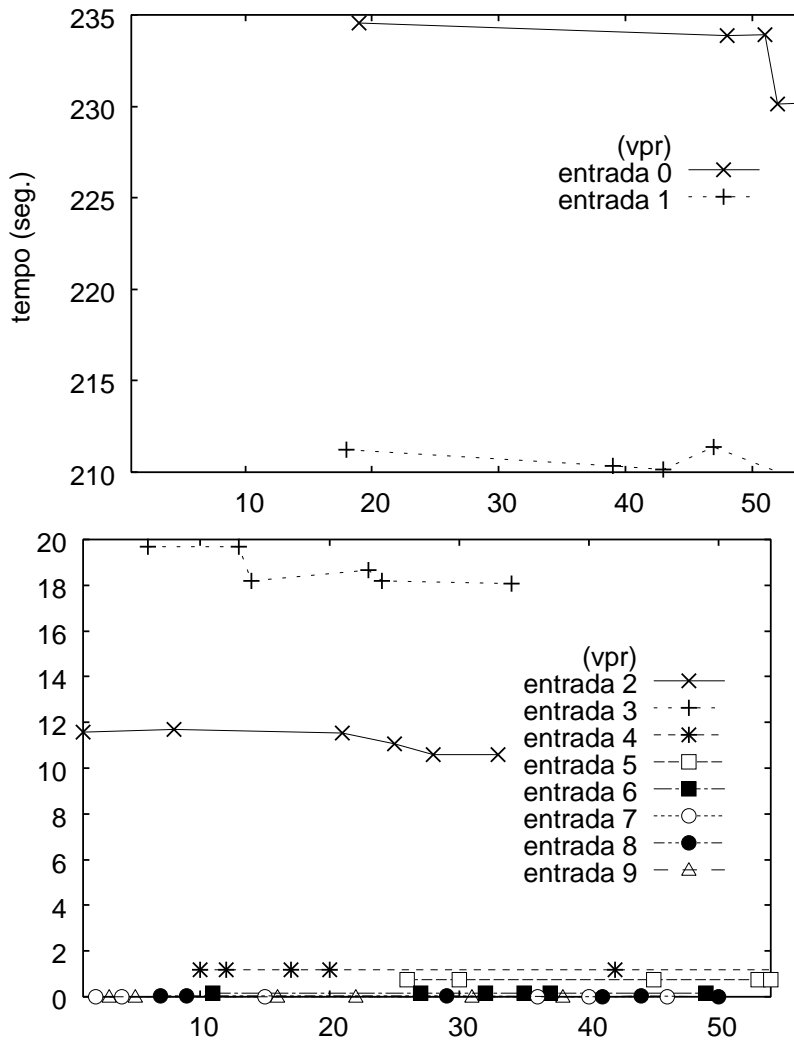 235
230
225
220
215
210
tempo (seg.)
(vpr)
entrada 0
entrada 1
10
20
30
40
50
20
18
16
14
12
10
8
6
4
2
0
(vpr)
entrada 2
entrada 3
entrada 4
entrada 5
entrada 6
entrada 7
entrada 8
entrada 9
10
20
30
40
50